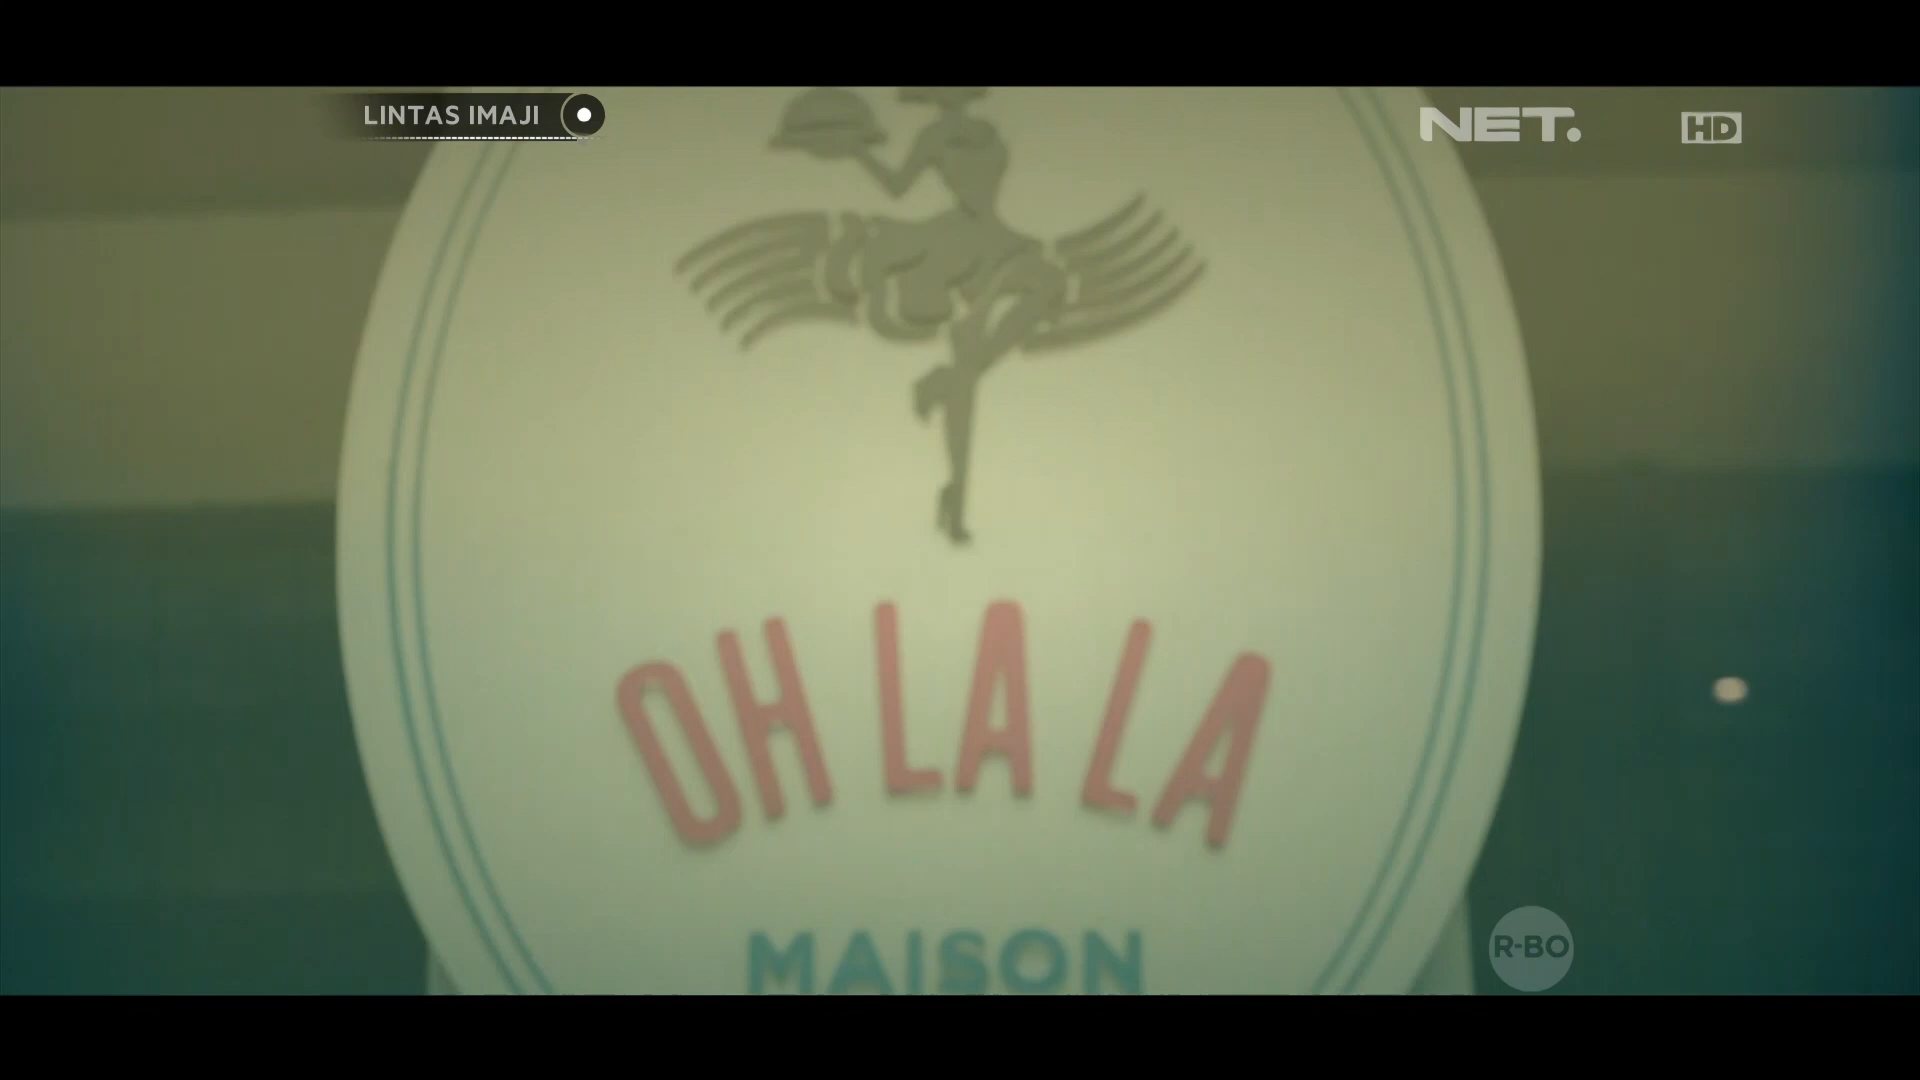 LINTAS IMAJI
NET.
HD
OH LA LA
MAISON
R-BO